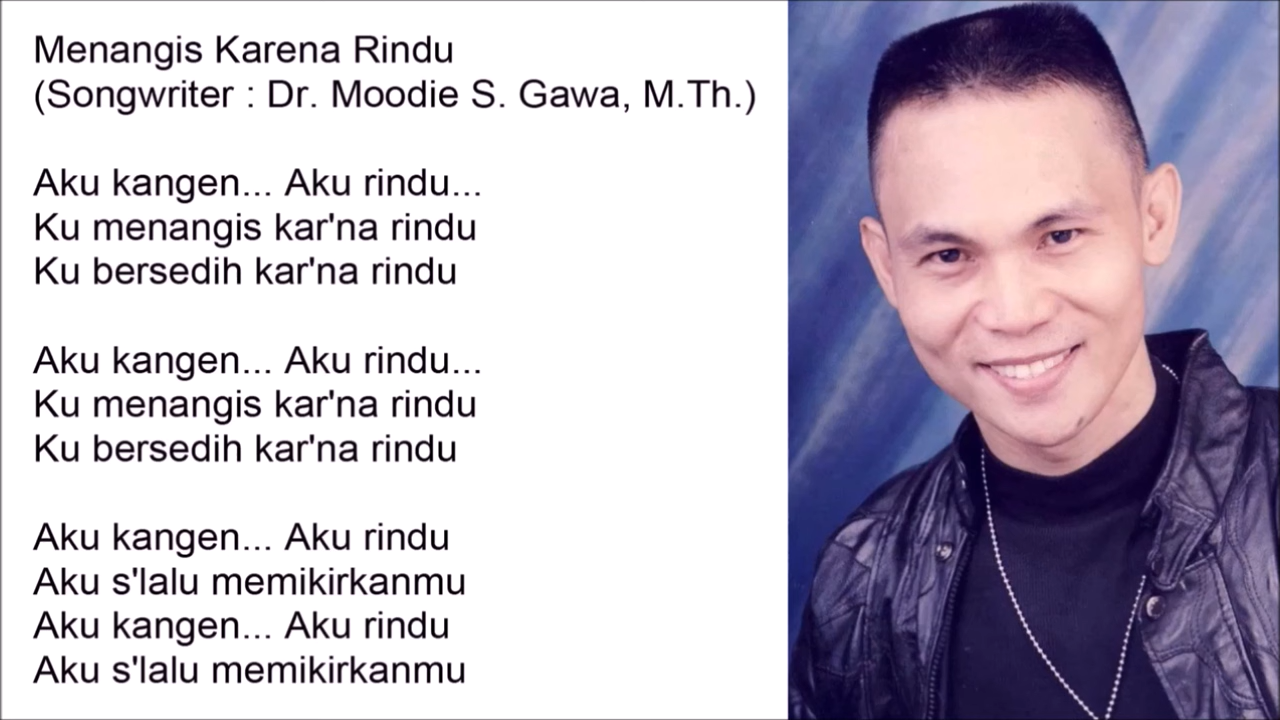 Menangis Karena Rindu
(Songwriter : Dr. Moodie S. Gawa, M.Th.)
Aku kangen... Aku rindu...
Ku menangis kar'na rindu
Ku bersedih kar'na rindu
Aku kangen... Aku rindu...
Ku menangis kar'na rindu
Ku bersedih kar'na rindu
Aku kangen... Aku rindu
Aku s'lalu memikirkanmu
Aku kangen... Aku rindu
Aku s'lalu memikirkanmu